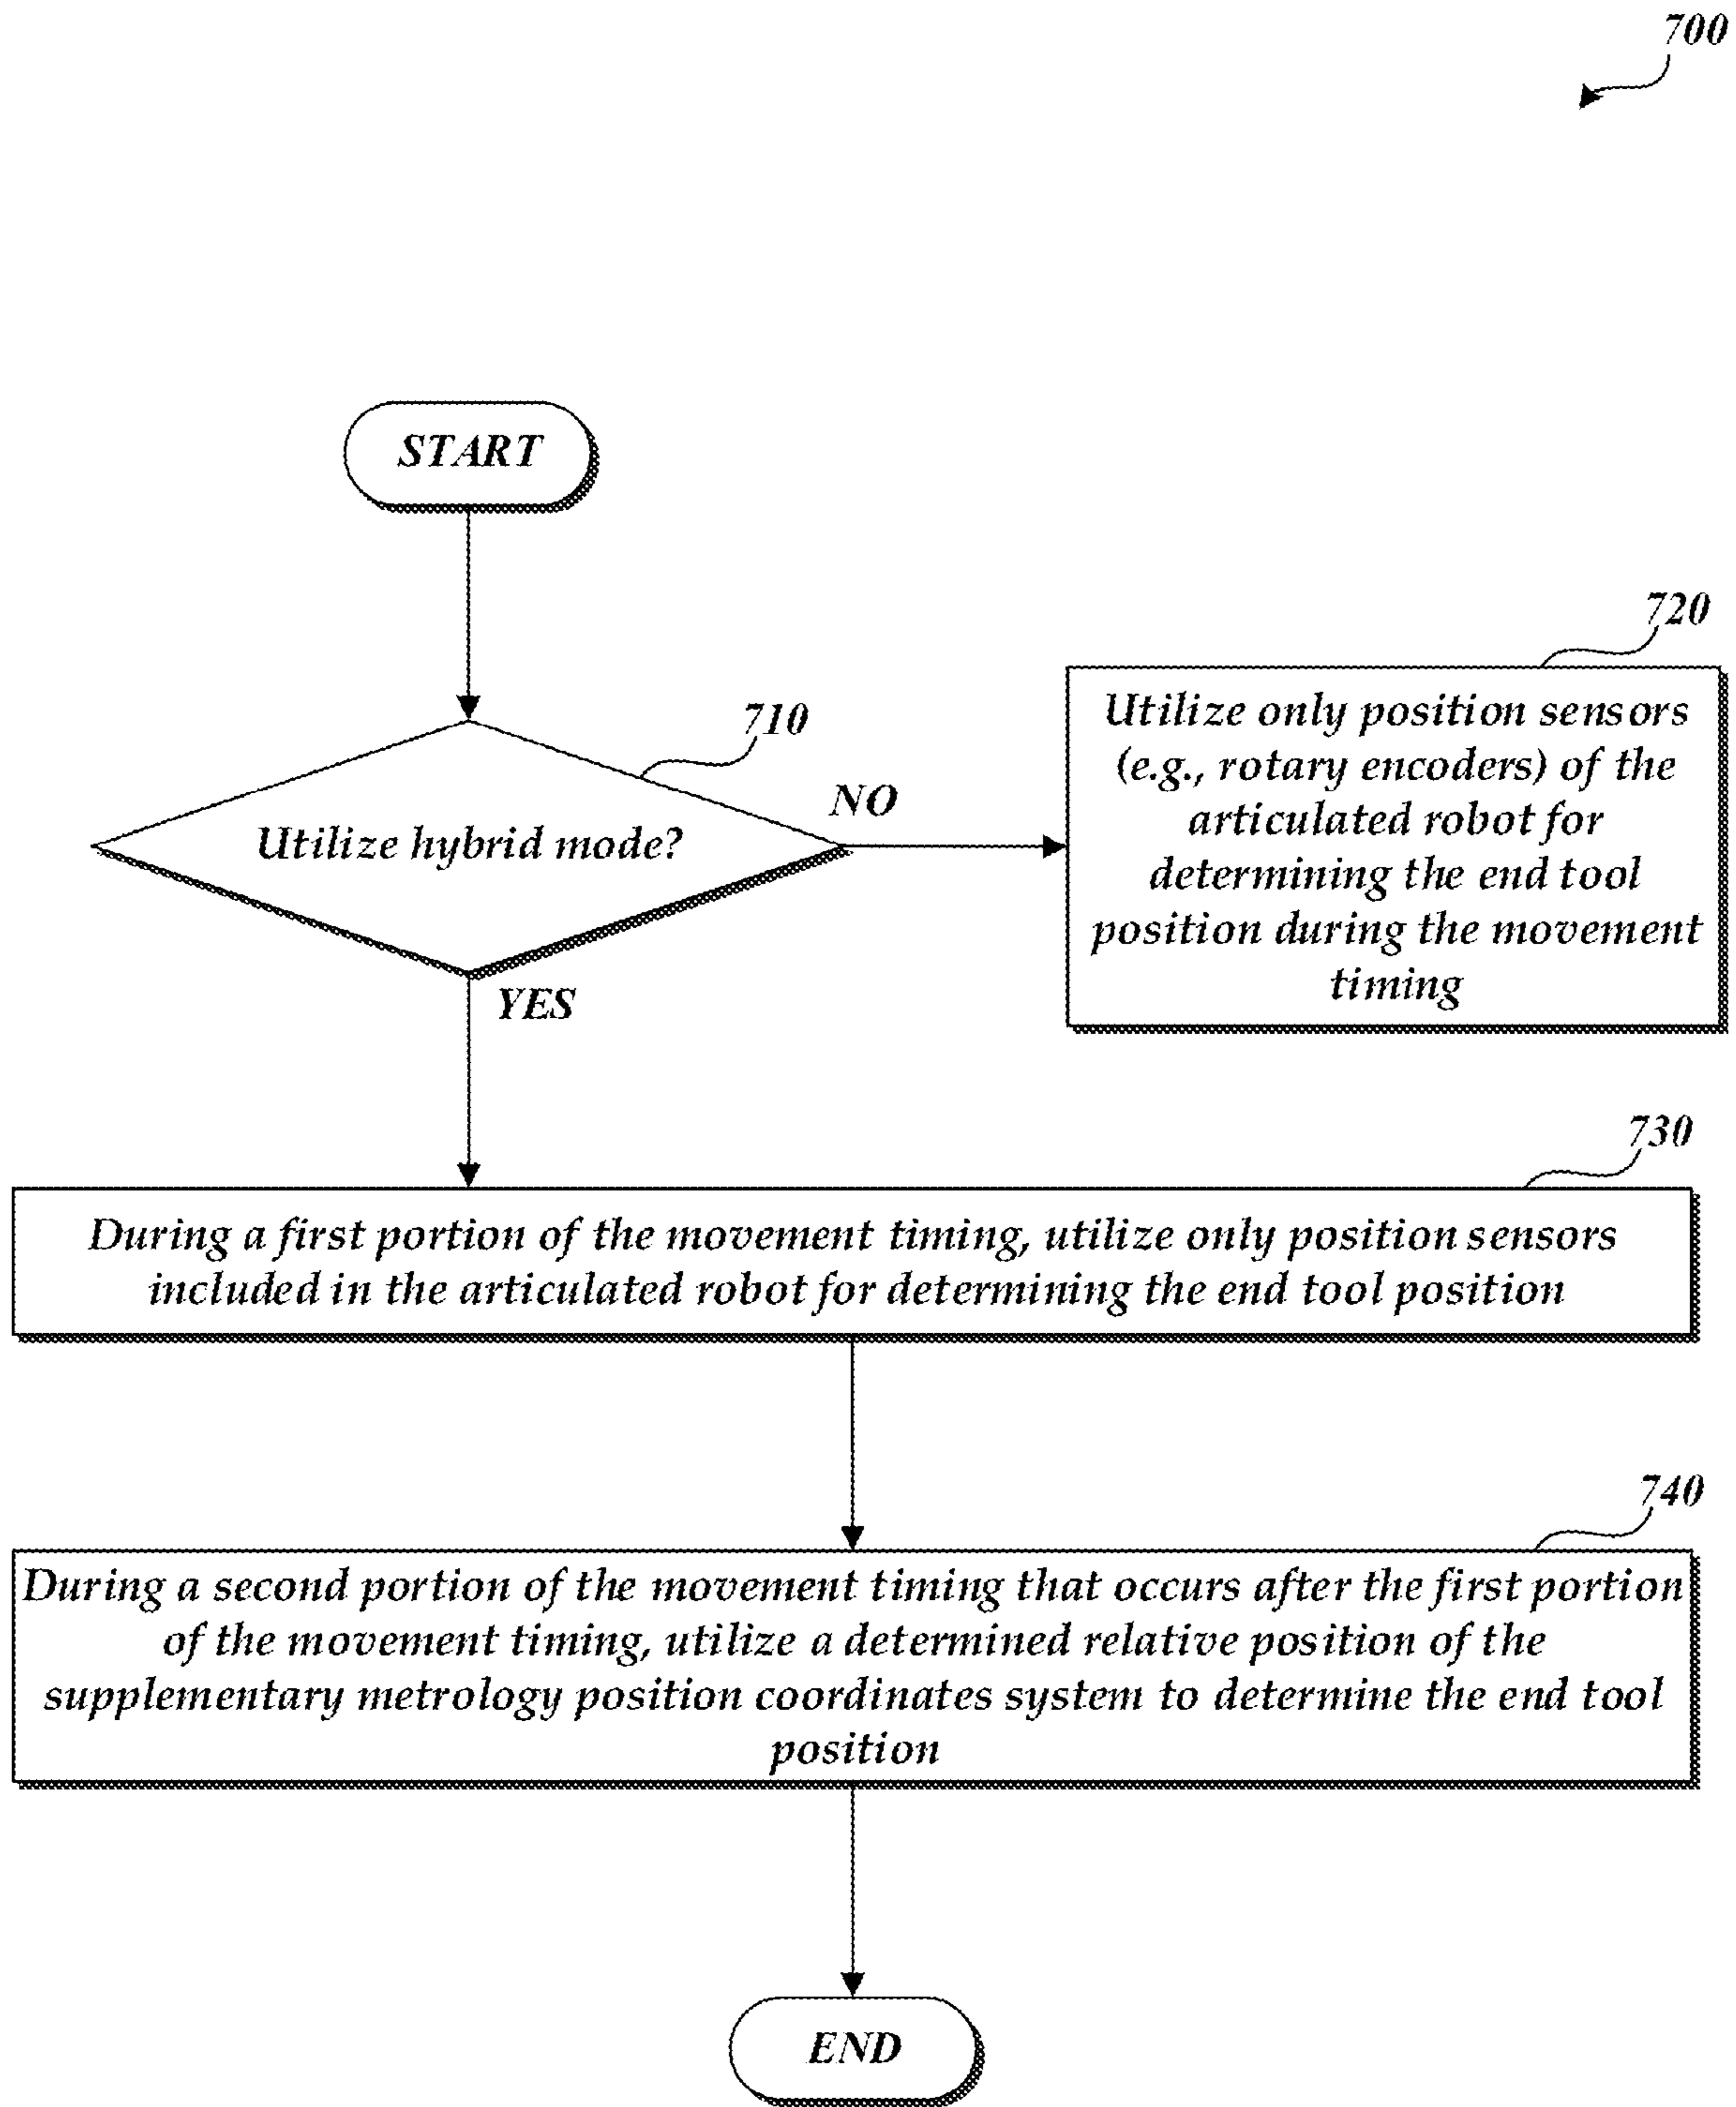 700
START
720
Utilize only position sensors
(e.g., rotary encoders) of the
articulated robot for
determining the end tool
position during the movement
timing
710
NO
Utilize hybrid mode?
YES
730
During a first portion of the movement timing, utilize only position sensors
included in the articulated robot for determining the end tool position
740
During a second portion of the movement timing that occurs after the first portion
of the movement timing, utilize a determined relative position of the
supplementary metrology position coordinates system to determine the end tool
position
END